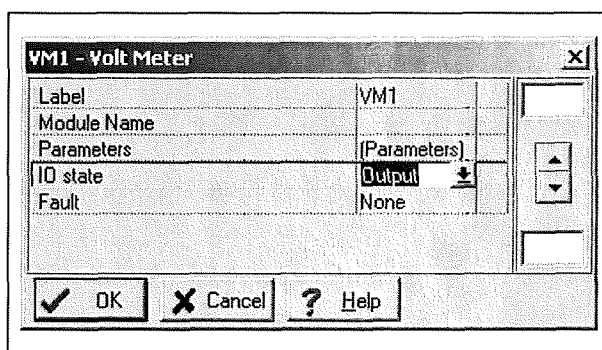 VM1 - Volt Meter
Label VM1
Module Name
Parameters (Parameters)
IO state Output
Fault None
OK Cancel ? Help